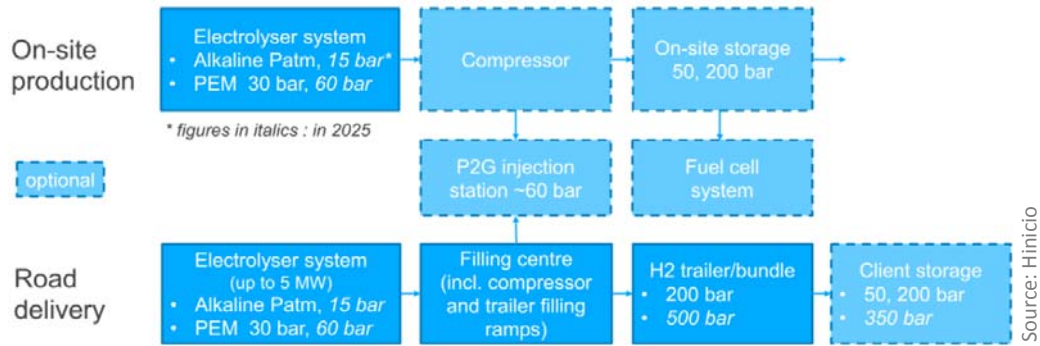 On-site
production
Electrolyser system
• Alkaline Patm, 15 bar*
• PEM 30 bar, 60 bar
Compressor
On-site storage
50, 200 bar
* figures in italics : in 2025
optional
P2G injection
station ~60 bar
Fuel cell
system
Road
delivery
Electrolyser system
(up to 5 MW)
• Alkaline Patm, 15 bar
• PEM 30 bar, 60 bar
Filling centre
(incl. compressor
and trailer filling
ramps)
H2 trailer/bundle
• 200 bar
• 500 bar
Client storage
• 50, 200 bar
• 350 bar
Source: Hinicio